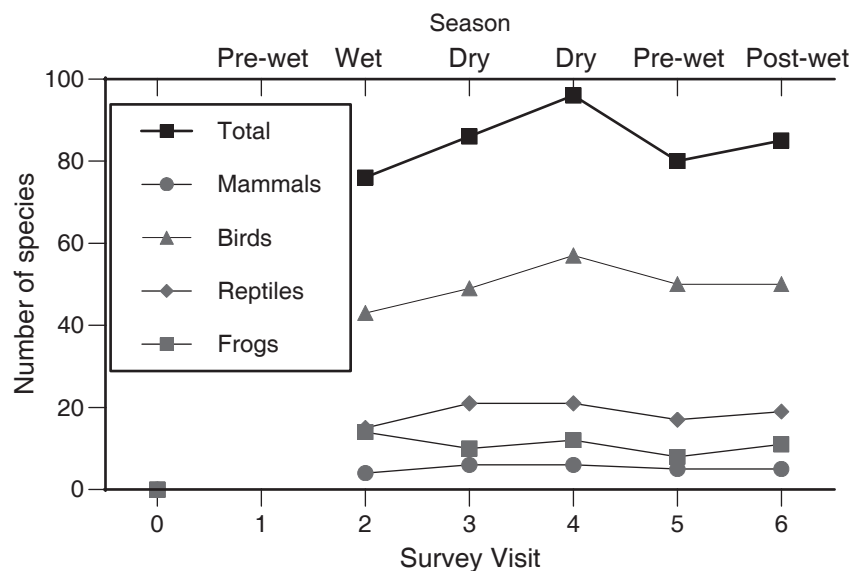 Season
Pre-wet Wet Dry Dry Pre-wet Post-wet
100
80
60
40
20
0
Number of species
Total
Mammals
Birds
Reptiles
Frogs
0 1 2 3 4 5 6
Survey Visit